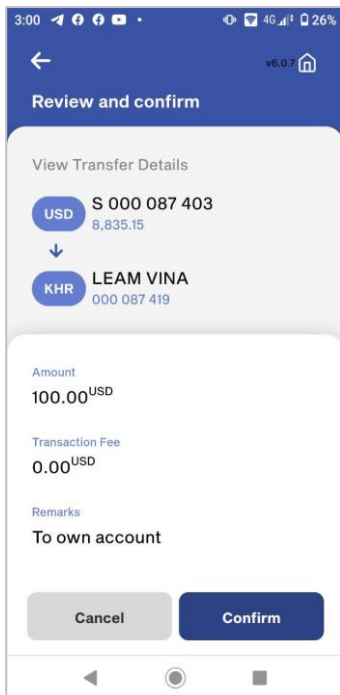 3:00 4G 26%
v6.0.7
Review and confirm
View Transfer Details
USD S 000 087 403
8,835.15
KHR LEAM VINA
000 087 419
Amount
100.00USD
Transaction Fee
0.00USD
Remarks
To own account
Cancel Confirm